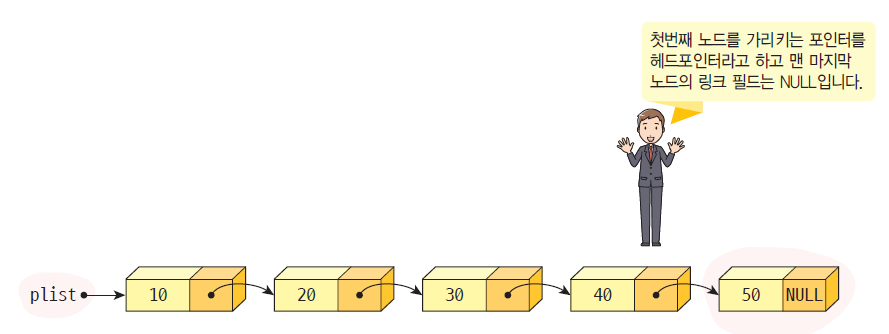 첫번째 노드를 가리키는 포인터를
헤드포인터라고 하고 맨 마지막
노드의 링크 필드는 NULL입니다.
plist 10 20 30 40 50 NULL